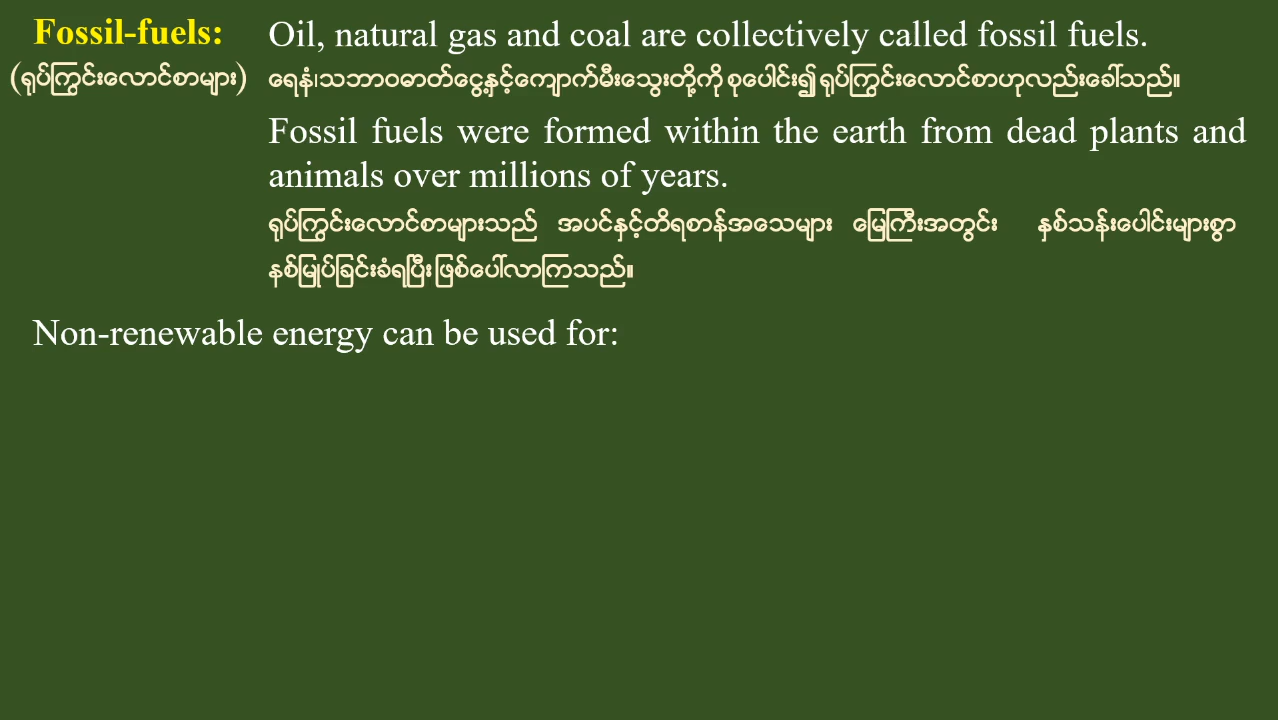 Fossil-fuels: Oil, natural gas and coal are collectively called fossil fuels.
(ရုပ်ကြွင်းလောင်စာများ) ရေနံ၊သဘာဝဓာတ်ငွေ့နှင့်ကျောက်မီးသွေးတို့ကို စုပေါင်း၍ ရုပ်ကြွင်းလောင်စာဟုလည်းခေါ်သည်။
Fossil fuels were formed within the earth from dead plants and
animals over millions of years.
ရုပ်ကြွင်းလောင်စာများသည် အပင်နှင့်တိရစာန်အသေများ မြေကြီးအတွင်း နှစ်သန်းပေါင်းများစွာ
နစ်မြုပ်ခြင်းခံရပြီး ဖြစ်ပေါ်လာကြသည်။
Non-renewable energy can be used for: